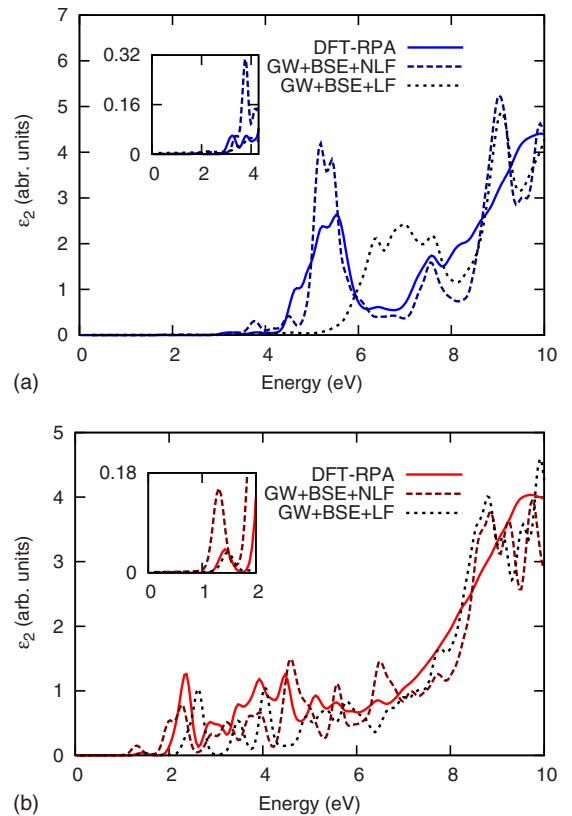 7
6
5
4
3
2
1
0
ε₂ (abr. units)
0.32
0.16
0
0 2 4
DFT-RPA
GW+BSE+NLF
GW+BSE+LF
0 2 4 6 8 10
Energy (eV)
(a)
5
4
3
2
1
0
ε₂ (arb. units)
0.18
0
0 1 2
DFT-RPA
GW+BSE+NLF
GW+BSE+LF
0 2 4 6 8 10
Energy (eV)
(b)